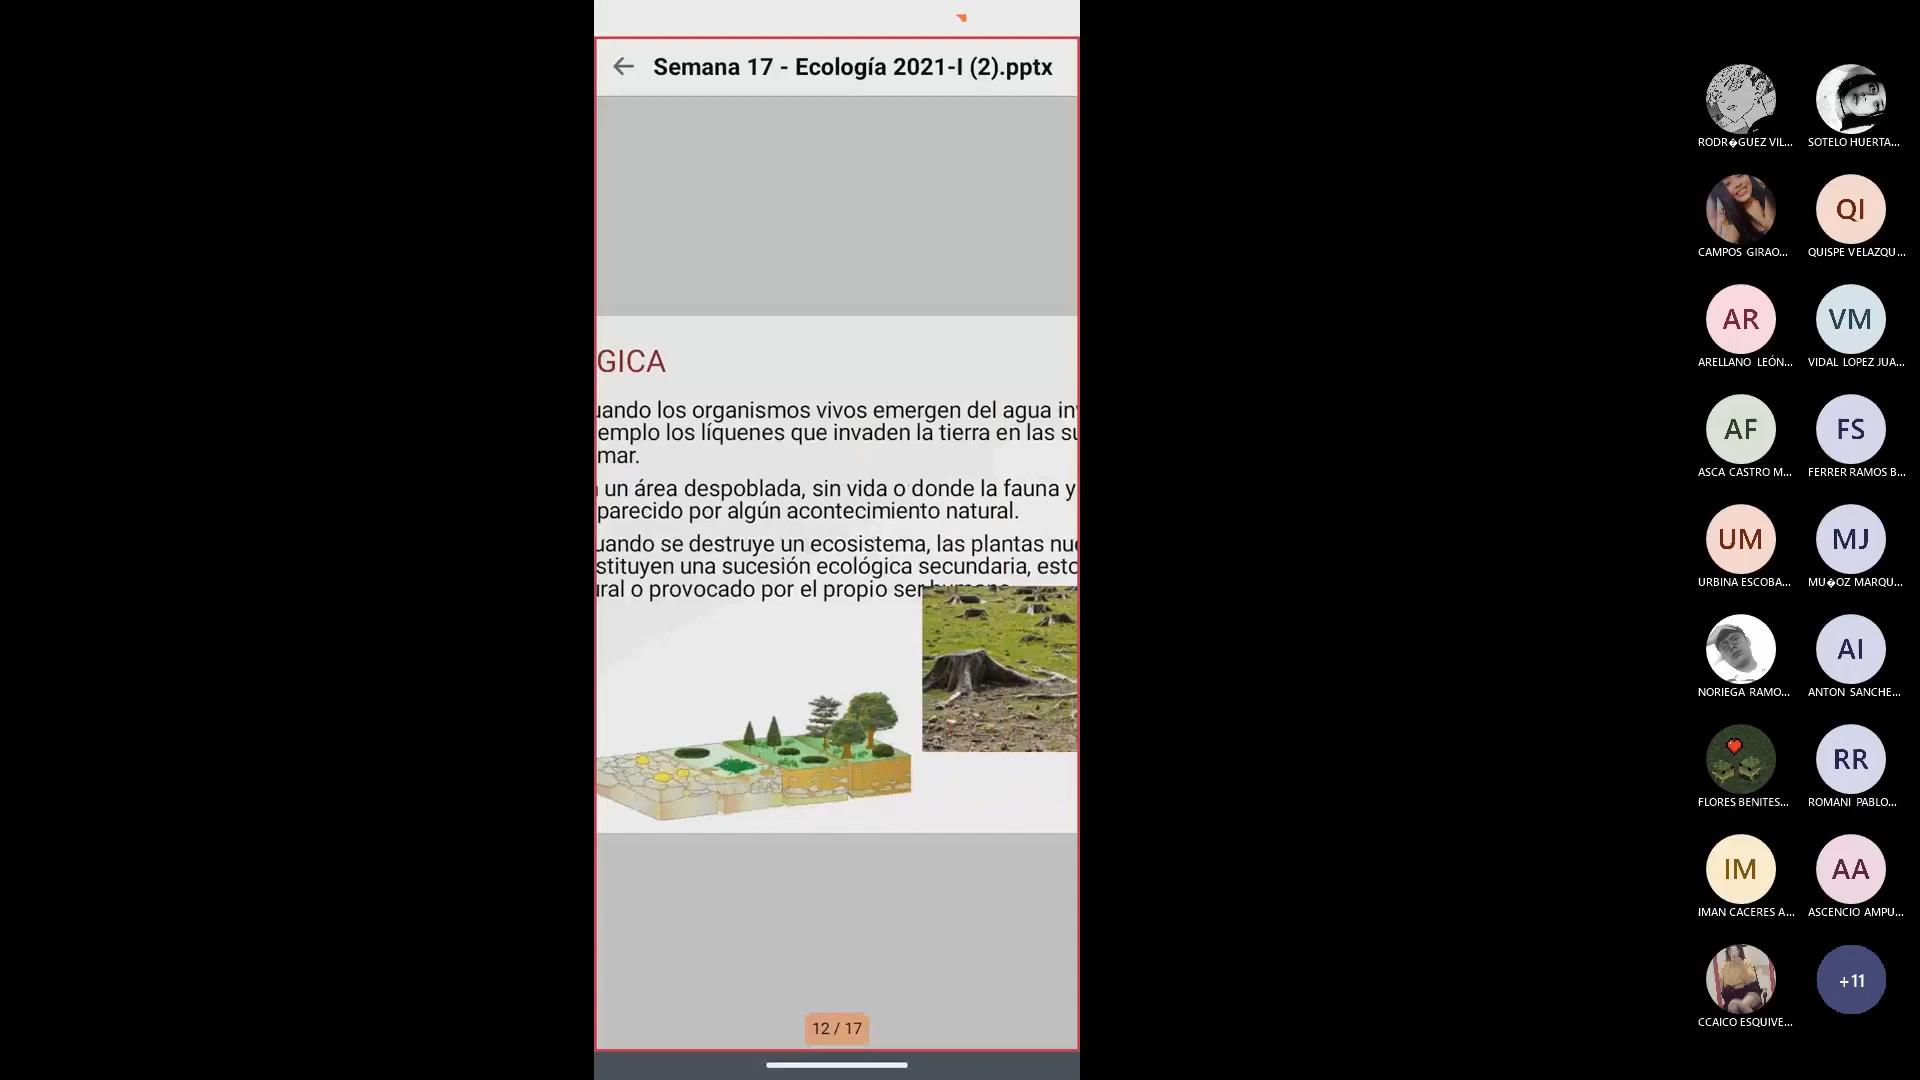 Semana 17 - Ecología 2021-I (2).pptx
GICA
uando los organismos vivos emergen del agua in
emplo los líquenes que invaden la tierra en las su
mar.
un área despoblada, sin vida o donde la fauna y
parecido por algún acontecimiento natural.
uando se destruye un ecosistema, las plantas nu
stituyen una sucesión ecológica secundaria, esto
ural o provocado por el propio ser humano
12 / 17
RODR�GUEZ VIL...
SOTELO HUERTA...
CAMPOS GIRAO...
QI
QUISPE VELAZQU...
AR
ARELLANO LEÓN...
VM
VIDAL LOPEZ JUA...
AF
ASCA CASTRO M...
FS
FERRER RAMOS B...
UM
URBINA ESCOBA...
MJ
MU�OZ MARQU...
NORIEGA RAMO...
AI
ANTON SANCHE...
FLORES BENITES...
RR
ROMANI PABLO...
IM
IMAN CACERES A...
AA
ASCENCIO AMPU...
CCAICO ESQUIVE...
+11